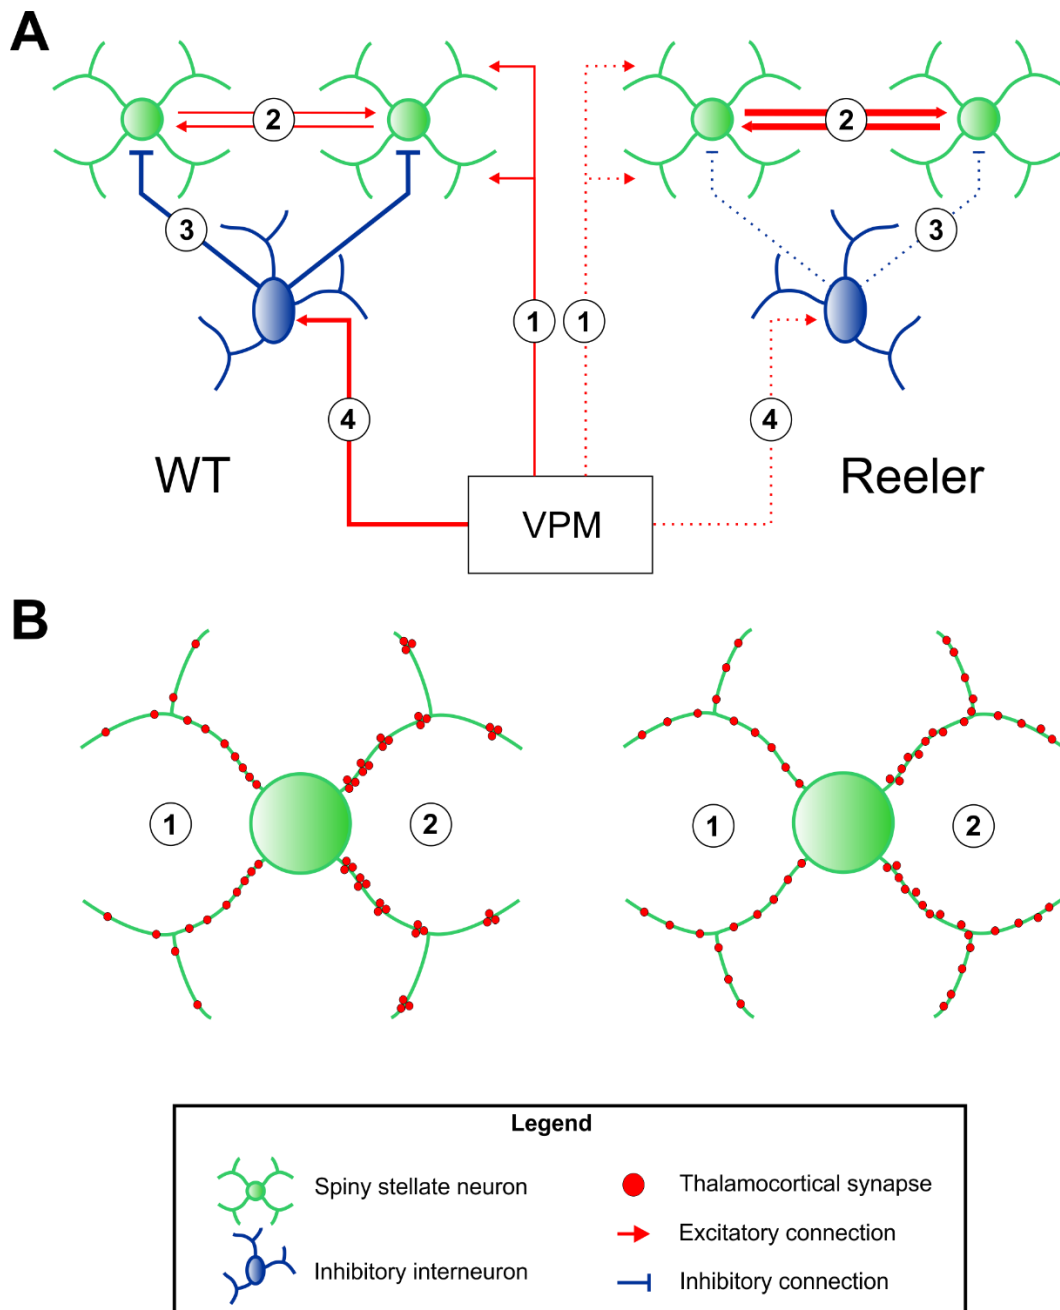 A
2
2
3
3
1
1
4
4
WT
Reeler
VPM
B
1
2
1
2
Legend
Spiny stellate neuron
Thalamocortical synapse
Excitatory connection
Inhibitory interneuron
Inhibitory connection